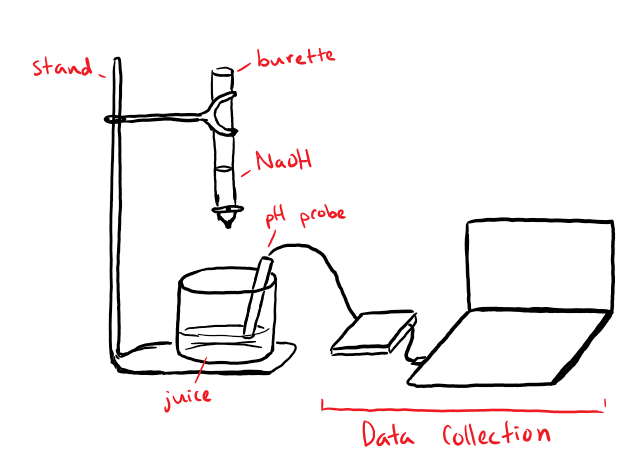 stand
burette
NaOH
pH probe
juice
Data Collection